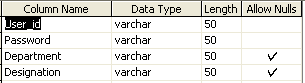 Column Name Data Type Length Allow Nulls
User_id varchar 50
Password varchar 50
Department varchar 50 ✓
Designation varchar 50 ✓